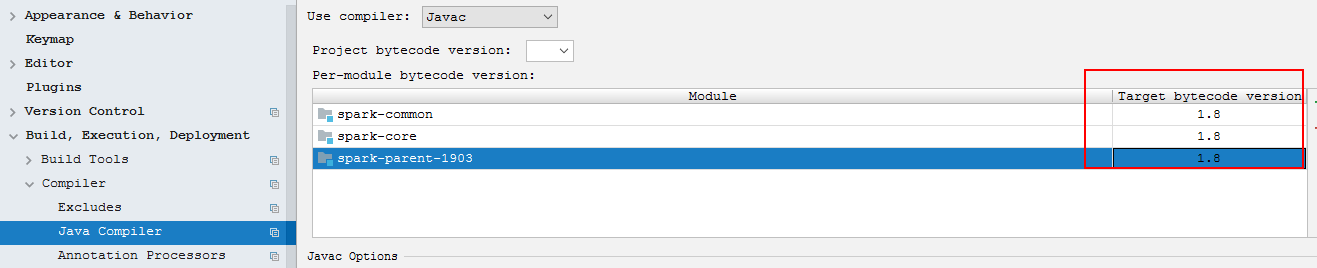 Appearance & Behavior
Keymap
Editor
Plugins
Version Control
Build, Execution, Deployment
Build Tools
Compiler
Excludes
Java Compiler
Annotation Processors
Use compiler: Javac
Project bytecode version:
Per-module bytecode version:
Module Target bytecode version
spark-common 1.8
spark-core 1.8
spark-parent-1903 1.8
Javac Options